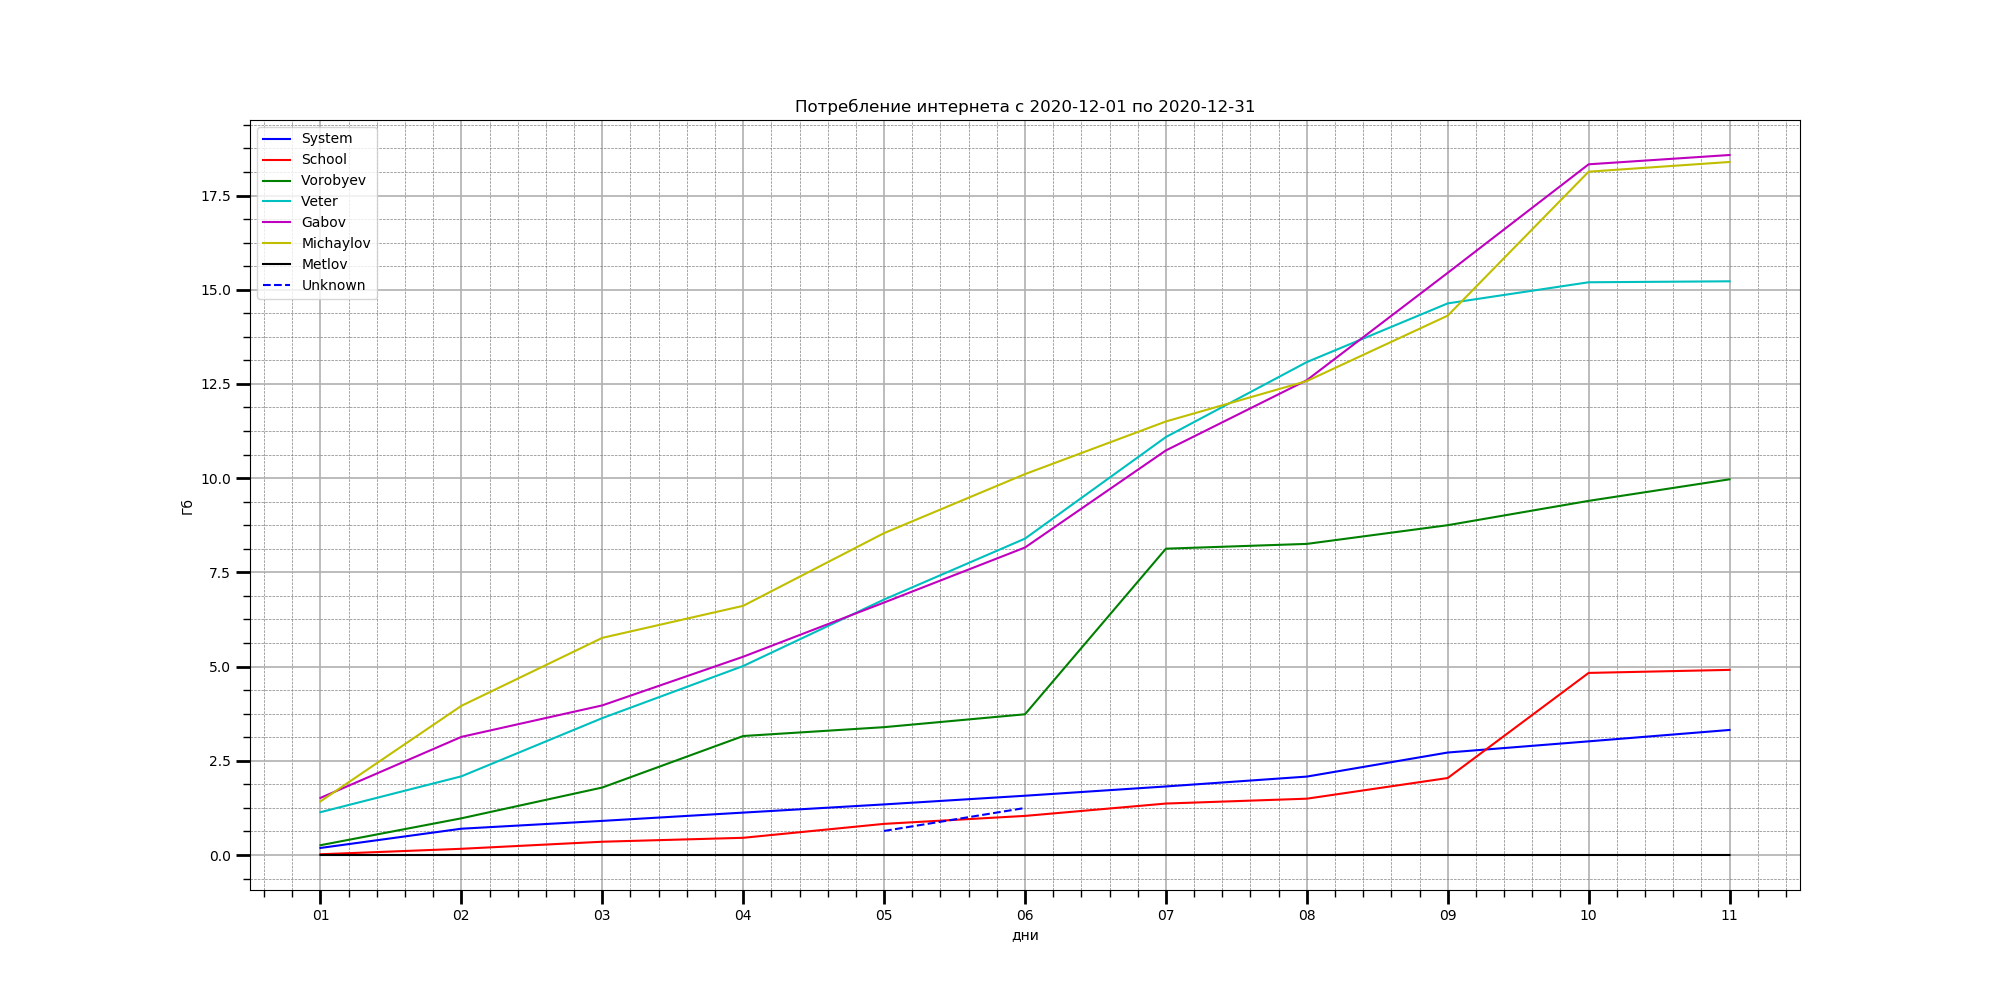 Потребление интернета с 2020-12-01 по 2020-12-31
System
School
Vorobyev
Veter
Gabov
Michaylov
Metlov
Unknown
17.5
15.0
12.5
10.0
7.5
5.0
2.5
0.0
Гб
01 02 03 04 05 06 07 08 09 10 11
дни